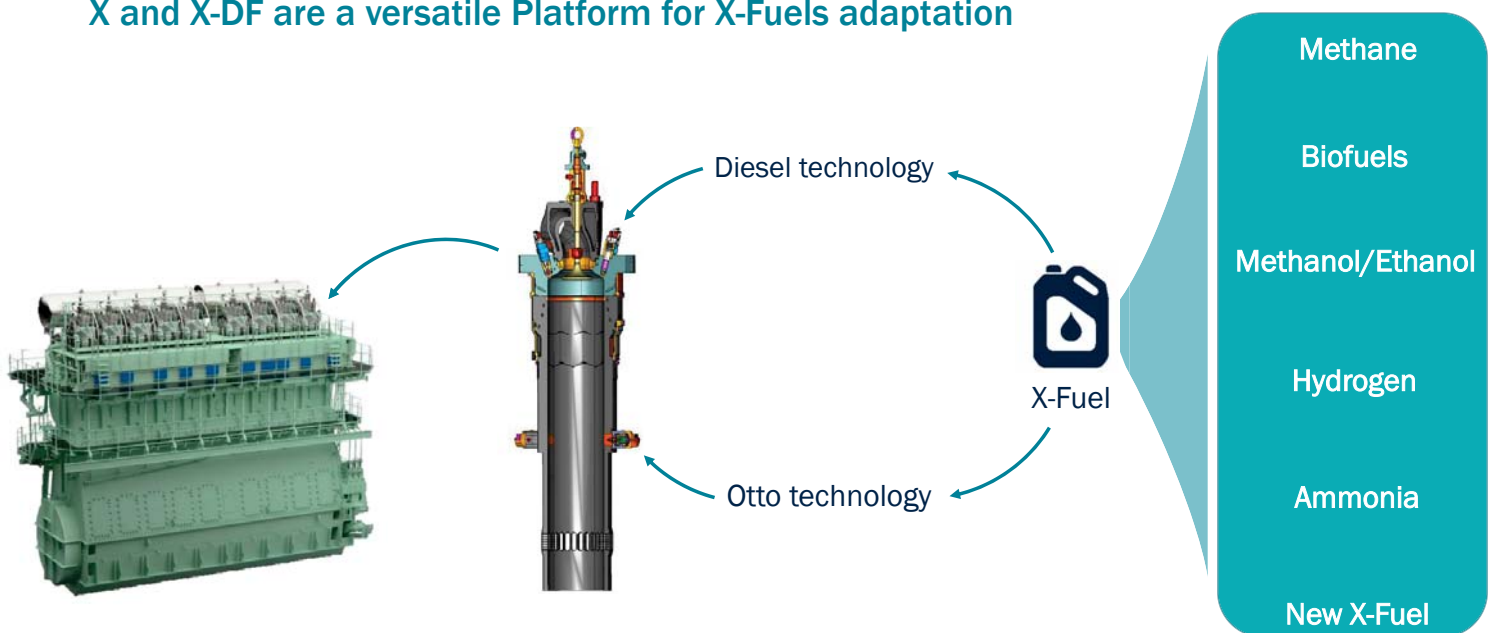 X and X-DF are a versatile Platform for X-Fuels adaptation
Diesel technology
X-Fuel
Otto technology
Methane
Biofuels
Methanol/Ethanol
Hydrogen
Ammonia
New X-Fuel